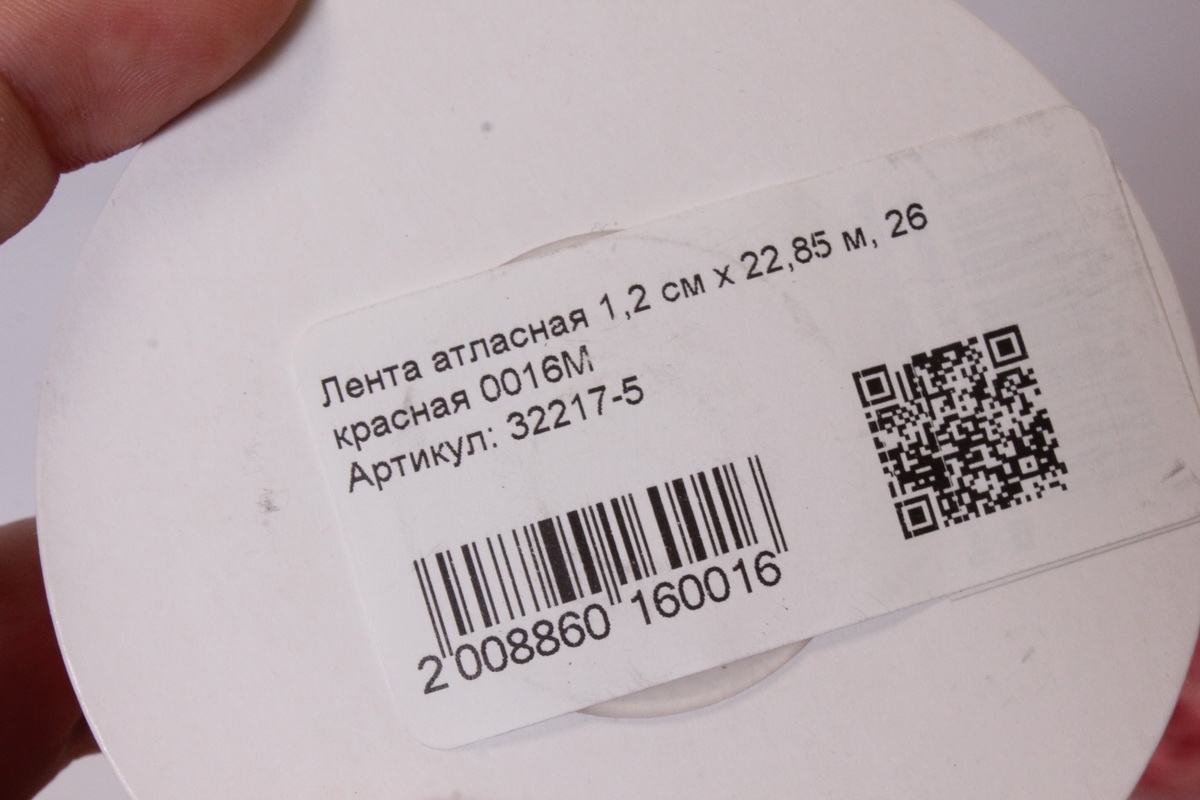 Лента атласная 1,2 см x 22,85 м, 26
красная 0016М
Артикул: 32217-5
2 008860 160016